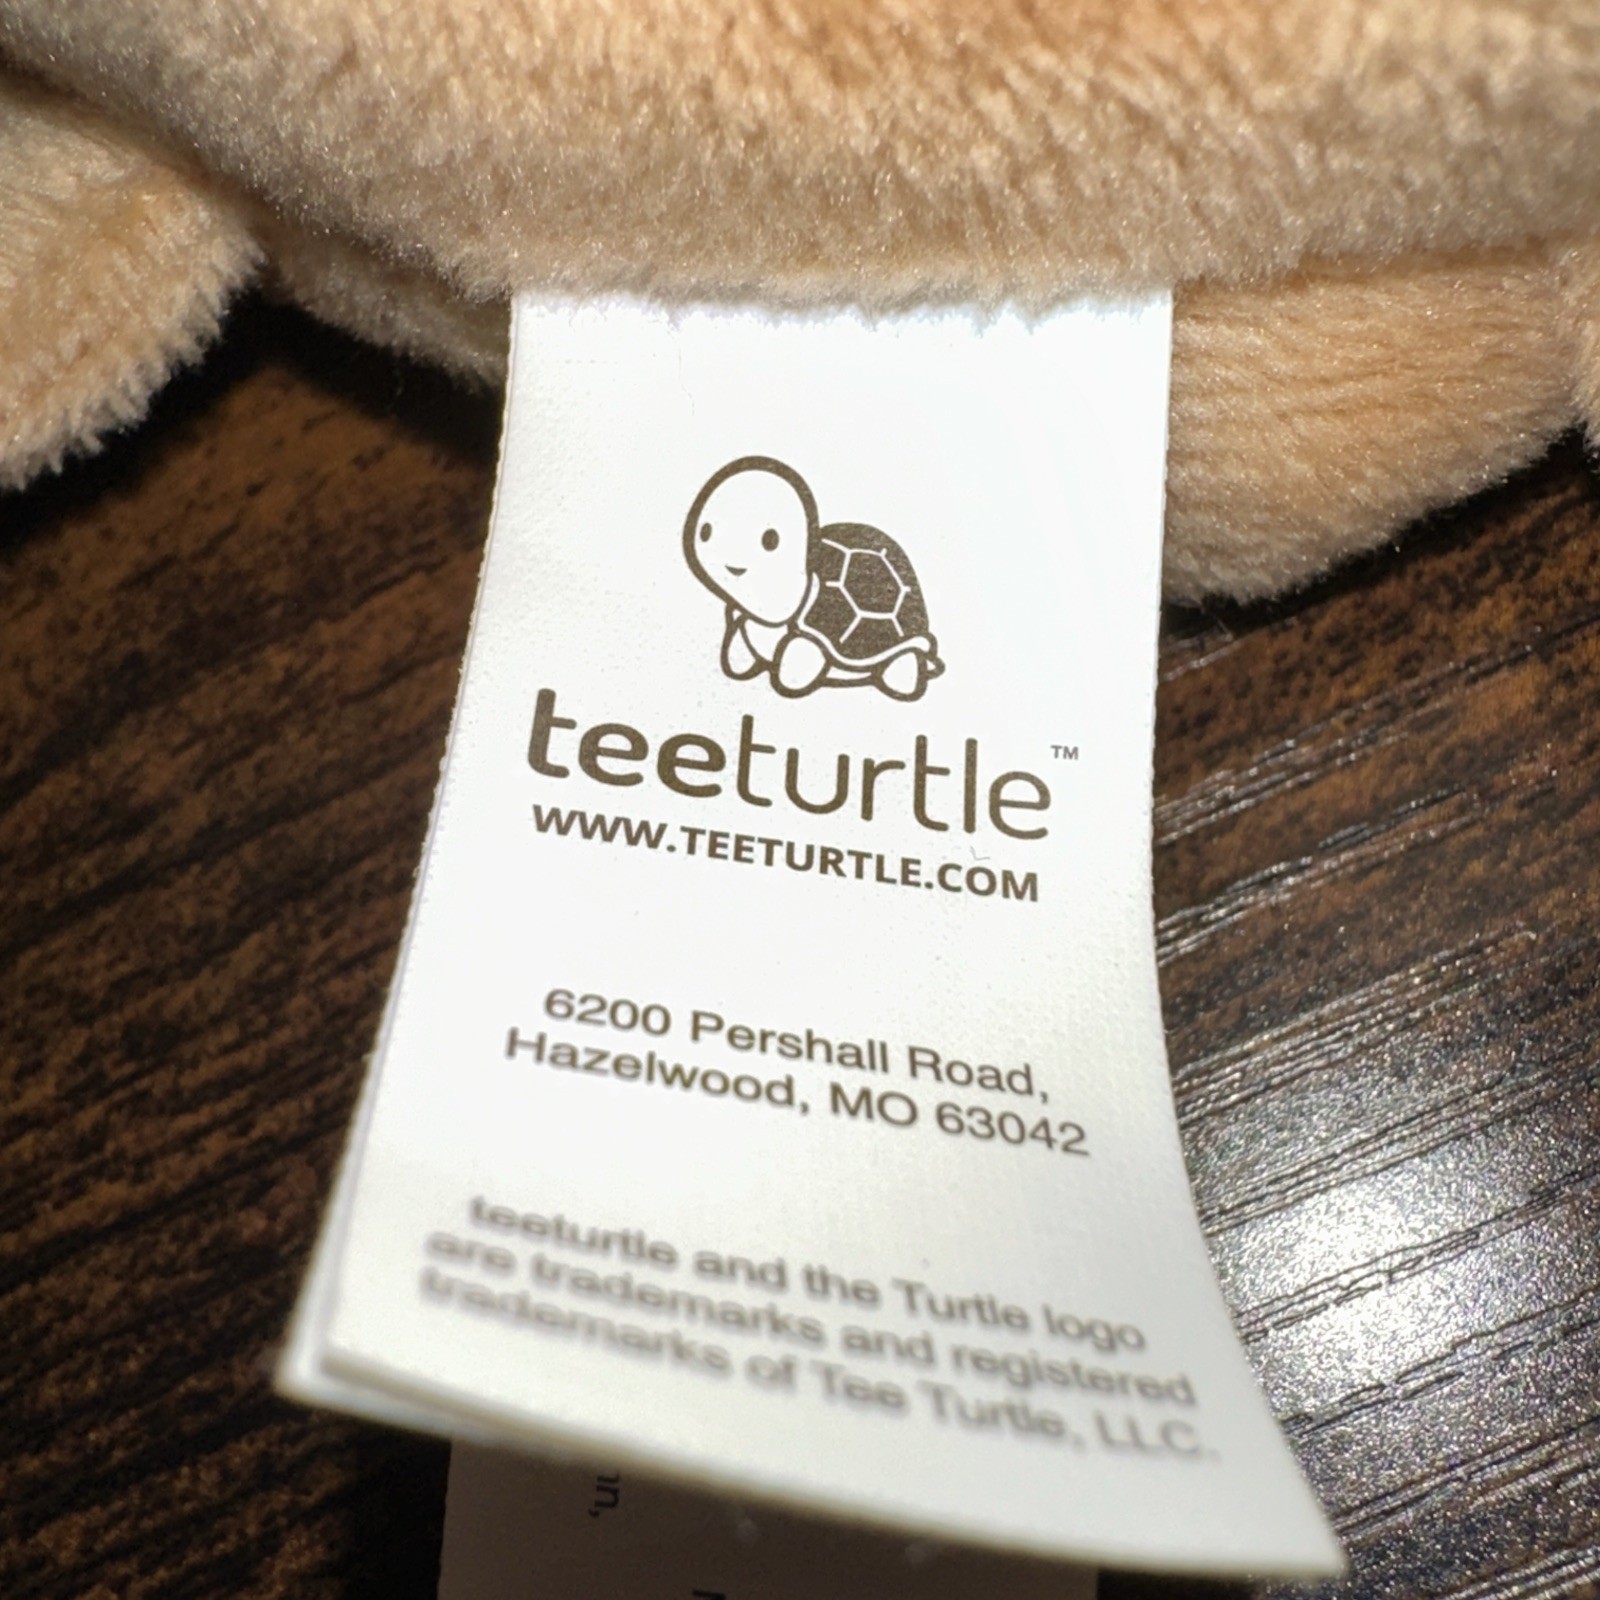 teeturtle™
WWW.TEETURTLE.COM
6200 Pershall Road,
Hazelwood, MO 63042
teeturtle and the Turtle logo
are trademarks and registered
trademarks of Tee Turtle, LLC.